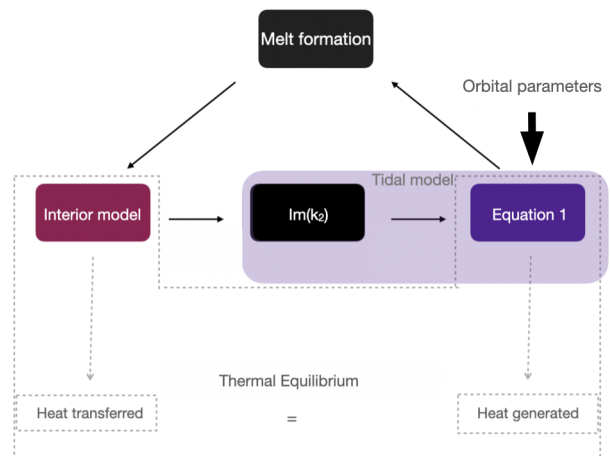 Melt formation
Orbital parameters
Tidal model
Interior model
Im(k₂)
Equation 1
Thermal Equilibrium
Heat transferred
=
Heat generated